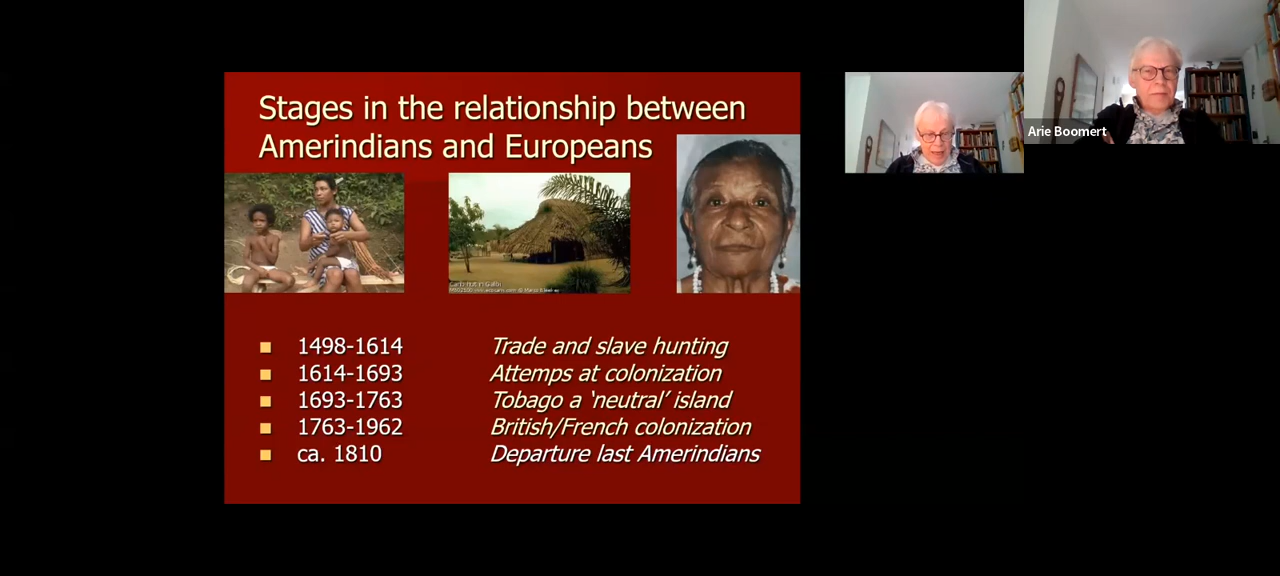 Stages in the relationship between
Amerindians and Europeans
1498-1614 Trade and slave hunting
1614-1693 Attemps at colonization
1693-1763 Tobago a ‘neutral’ island
1763-1962 British/French colonization
ca. 1810 Departure last Amerindians
Arie Boomert